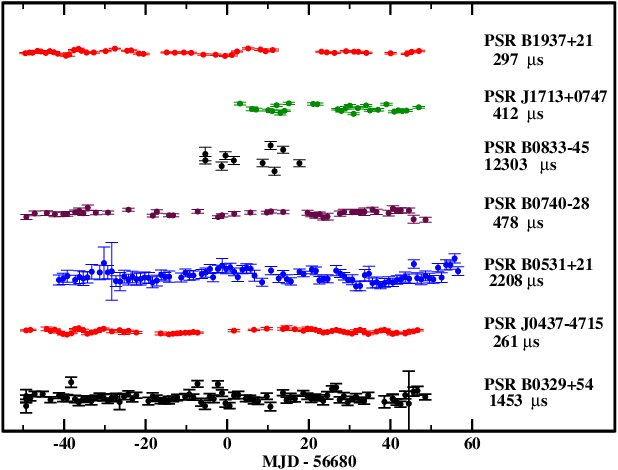 PSR B1937+21
297 μs
PSR J1713+0747
412 μs
PSR B0833-45
12303 μs
PSR B0740-28
478 μs
PSR B0531+21
2208 μs
PSR J0437-4715
261 μs
PSR B0329+54
1453 μs
-40 -20 0 20 40 60
MJD - 56680